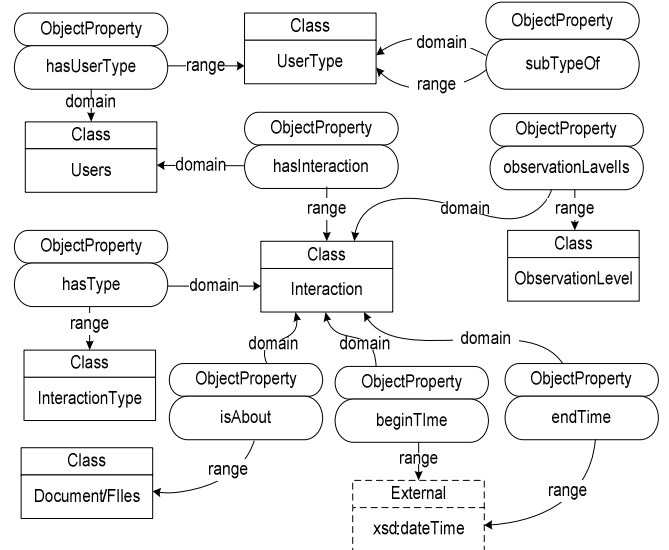 ObjectProperty
hasUserType
range
Class
UserType
domain
range
ObjectProperty
subTypeOf
domain
Class
Users
domain
ObjectProperty
hasInteraction
range
ObjectProperty
observationLavelIs
domain
range
Class
ObservationLevel
ObjectProperty
hasType
domain
Class
Interaction
range
Class
InteractionType
domain
domain
domain
ObjectProperty
isAbout
ObjectProperty
beginTIme
ObjectProperty
endTime
range
range
range
Class
Document/FIles
External
xsd:dateTime